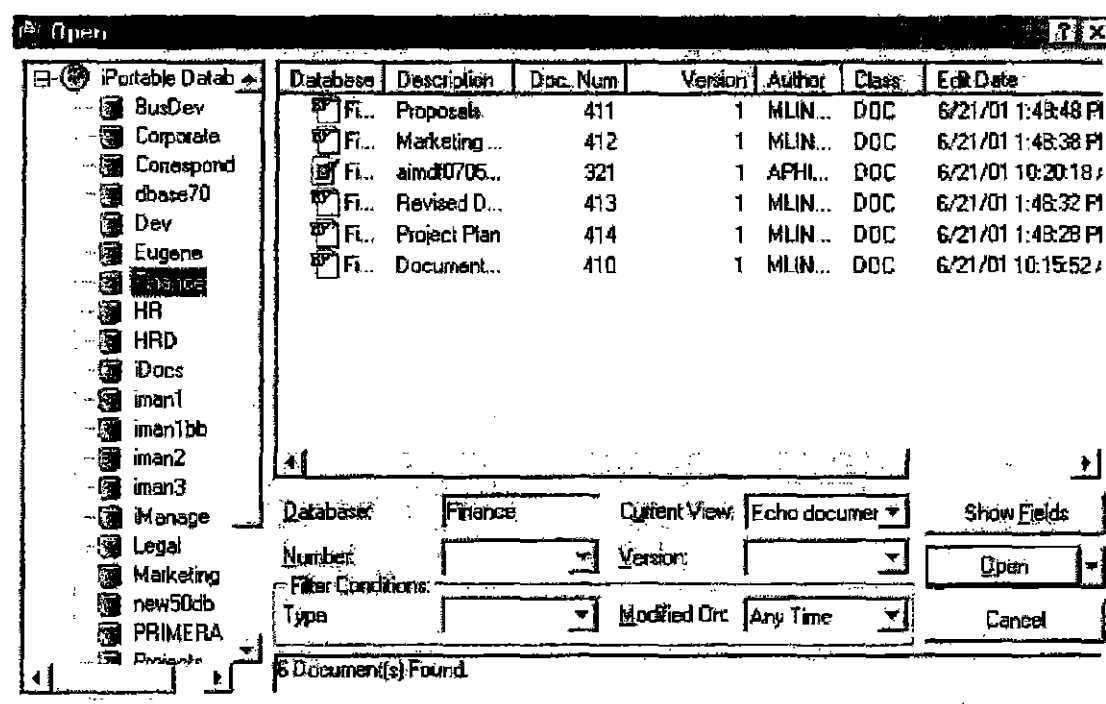 Open
iPortable Datab
BusDev
Corporate
Correspond
dbase70
Dev
Eugene
Finance
HR
HRD
iDocs
iman1
iman1bb
iman2
iman3
iManage
Legal
Marketing
new50db
PRIMERA
Projects
Database Description Doc. Num Version Author Class Edit Date
Fi... Proposals 411 1 MLIN... DOC 6/21/01 1:48:48 P
Fi... Marketing ... 412 1 MLIN... DOC 6/21/01 1:48:38 P
Fi... 321 1 APHI... DOC 6/21/01 10:20:18
Fi... Revised D... 413 1 MLIN... DOC 6/21/01 1:48:32 P
Fi... Project Plan 414 1 MLIN... DOC 6/21/01 1:48:28 P
Fi... Document... 410 1 MLIN... DOC 6/21/01 10:15:52
Database: Finance Current View: Echo documer Show Fields
Number: Version: Open
Filter Conditions:
Type Modified On: Any Time Cancel
6 Document(s) Found.